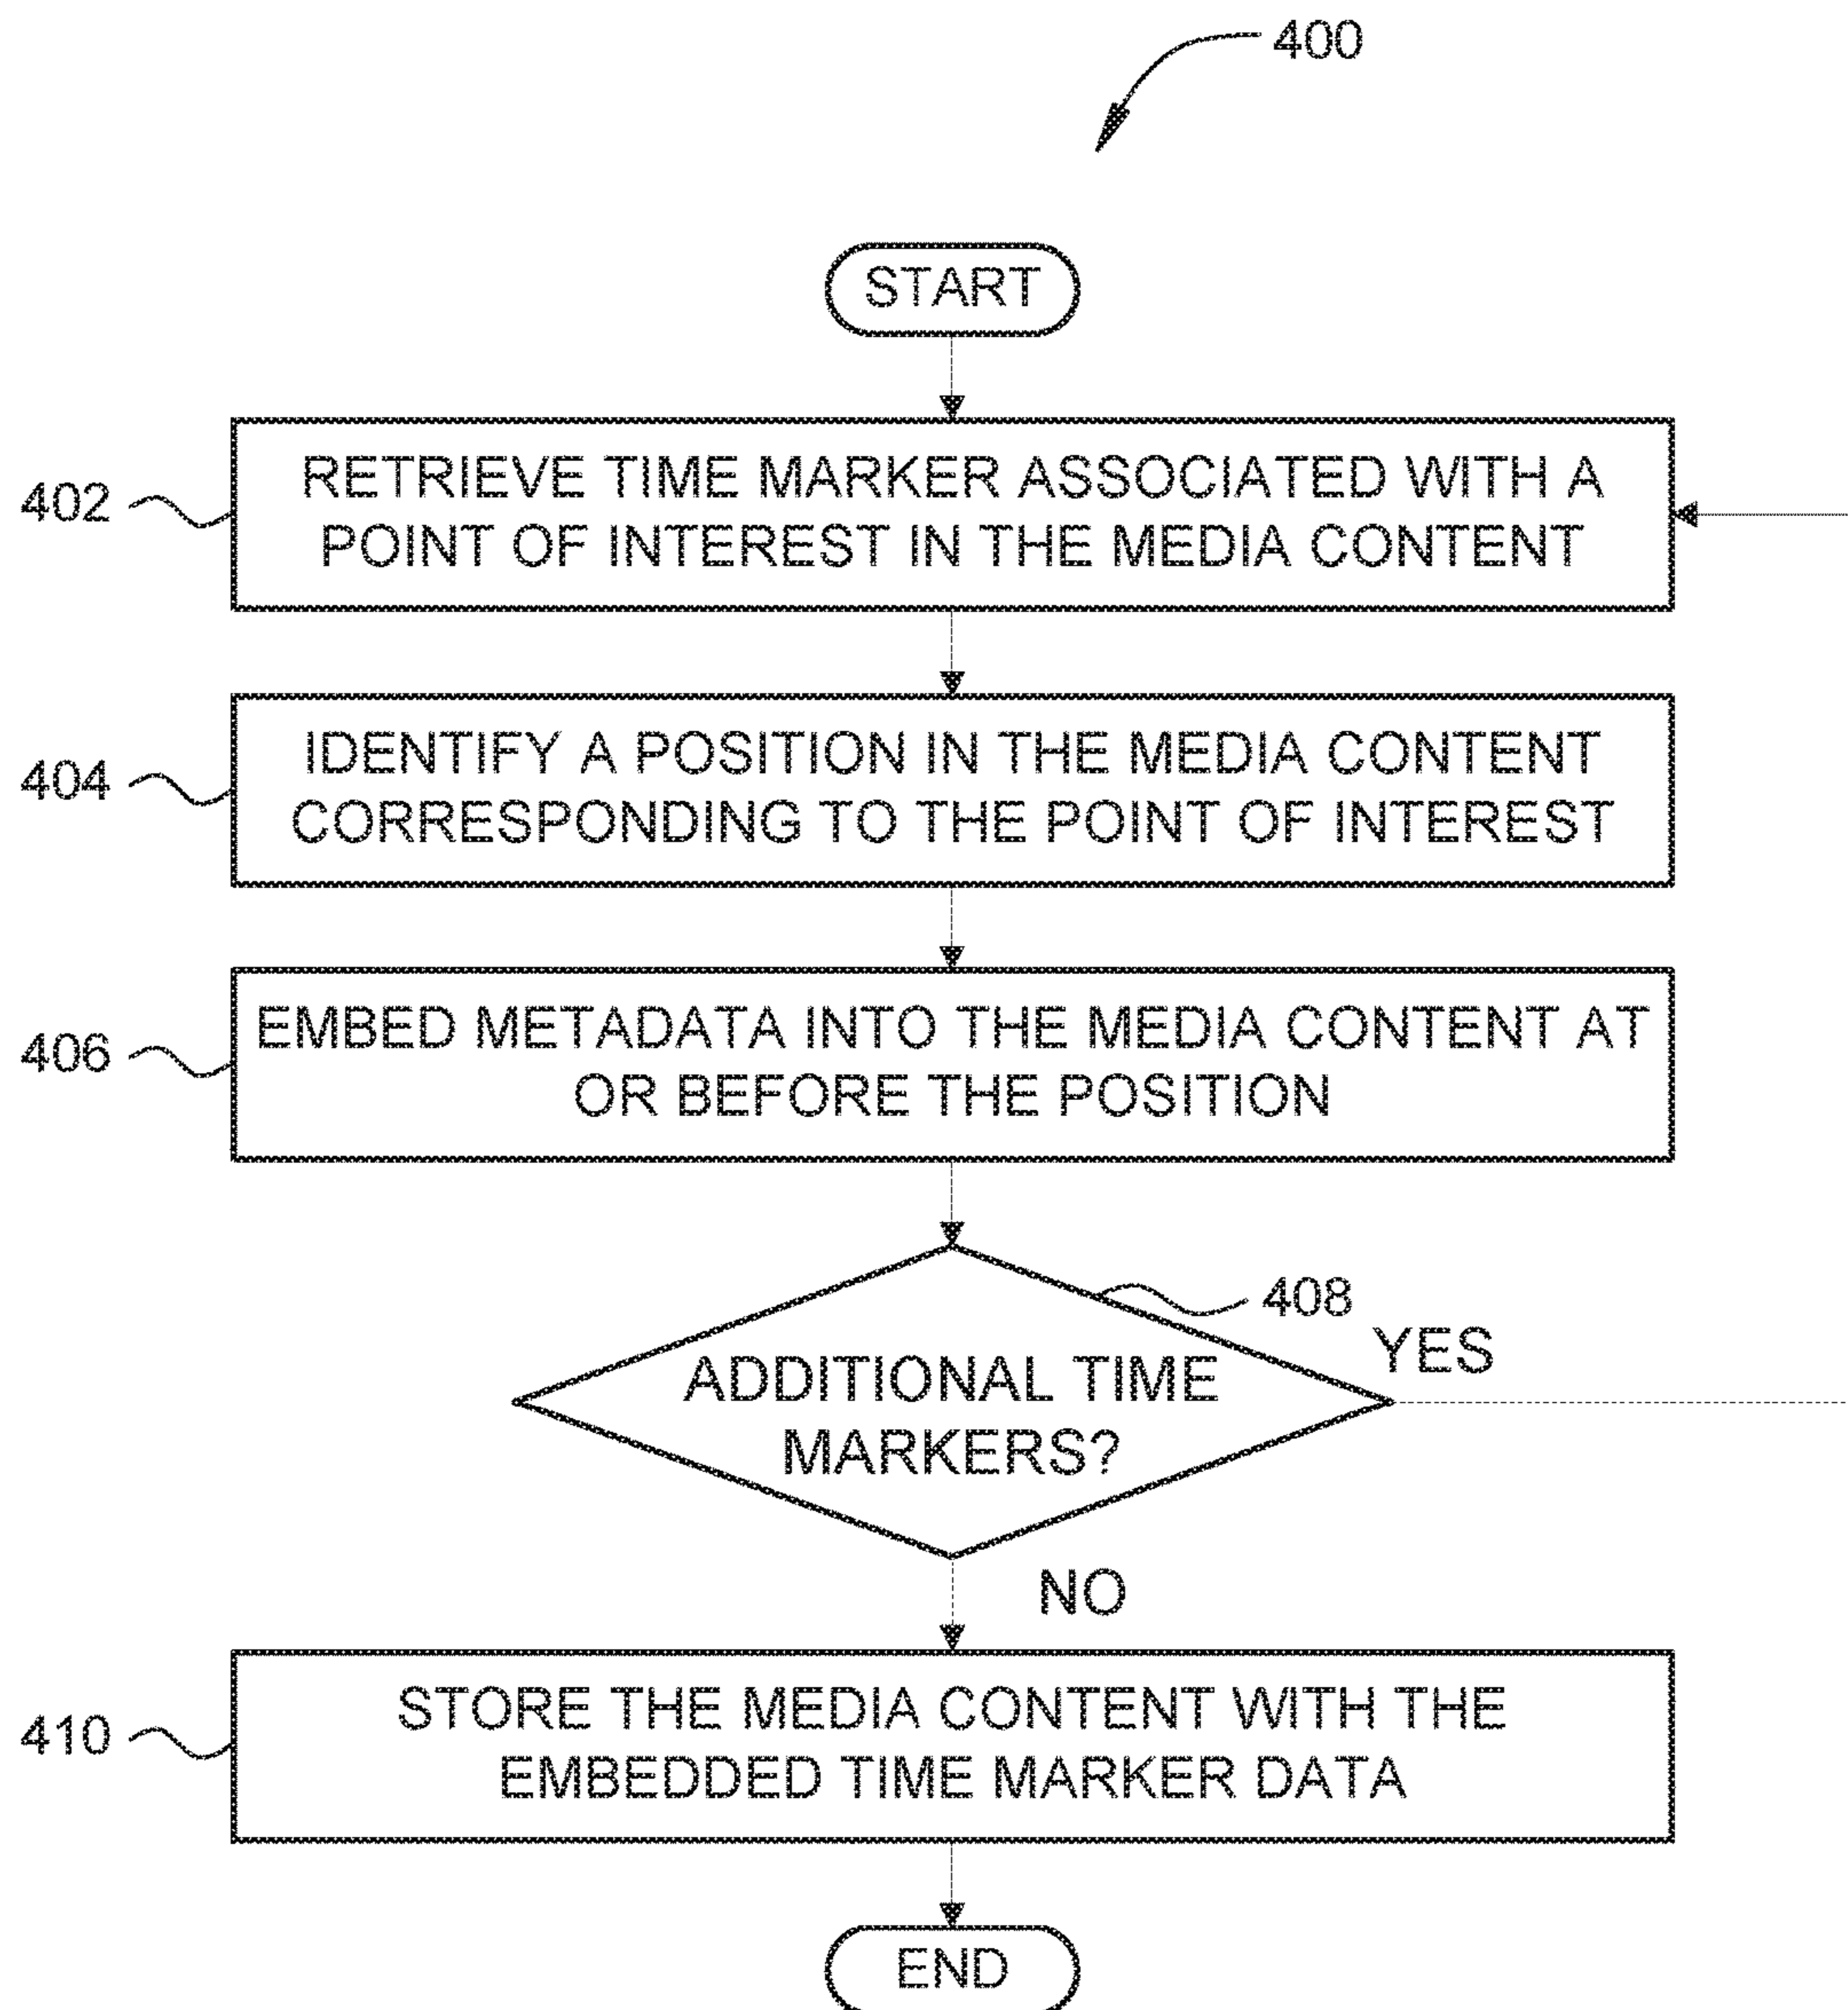 400
START
402
RETRIEVE TIME MARKER ASSOCIATED WITH A
POINT OF INTEREST IN THE MEDIA CONTENT
404
IDENTIFY A POSITION IN THE MEDIA CONTENT
CORRESPONDING TO THE POINT OF INTEREST
406
EMBED METADATA INTO THE MEDIA CONTENT AT
OR BEFORE THE POSITION
408
ADDITIONAL TIME
MARKERS?
YES
NO
410
STORE THE MEDIA CONTENT WITH THE
EMBEDDED TIME MARKER DATA
END